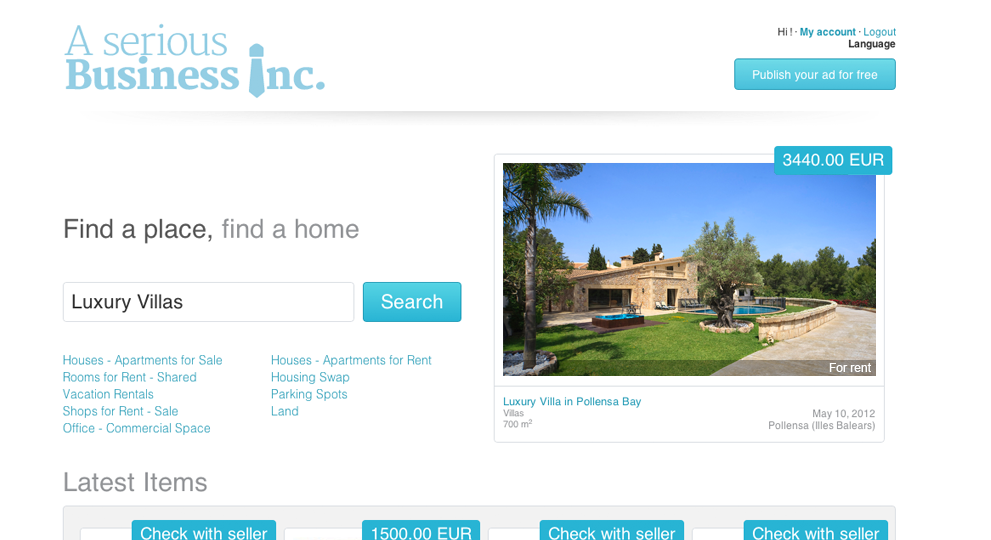 A serious
Business Inc.
Hi ! · My account · Logout
Language
Publish your ad for free
3440.00 EUR
Find a place, find a home
Luxury Villas
Search
Houses - Apartments for Sale
Rooms for Rent - Shared
Vacation Rentals
Shops for Rent - Sale
Office - Commercial Space
Houses - Apartments for Rent
Housing Swap
Parking Spots
Land
For rent
Luxury Villa in Pollensa Bay
Villas
700 m²
May 10, 2012
Pollensa (Illes Balears)
Latest Items
Check with seller
1500.00 EUR
Check with seller
Check with seller